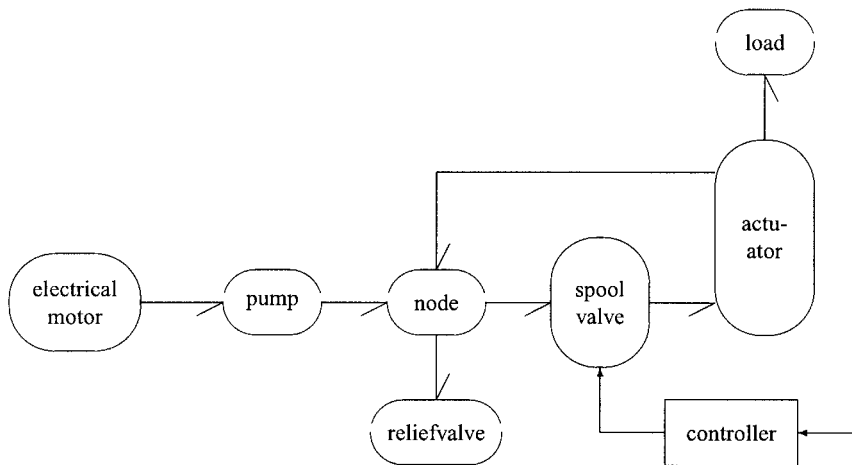 load
actu-
ator
electrical
motor
pump
node
spool
valve
reliefvalve
controller